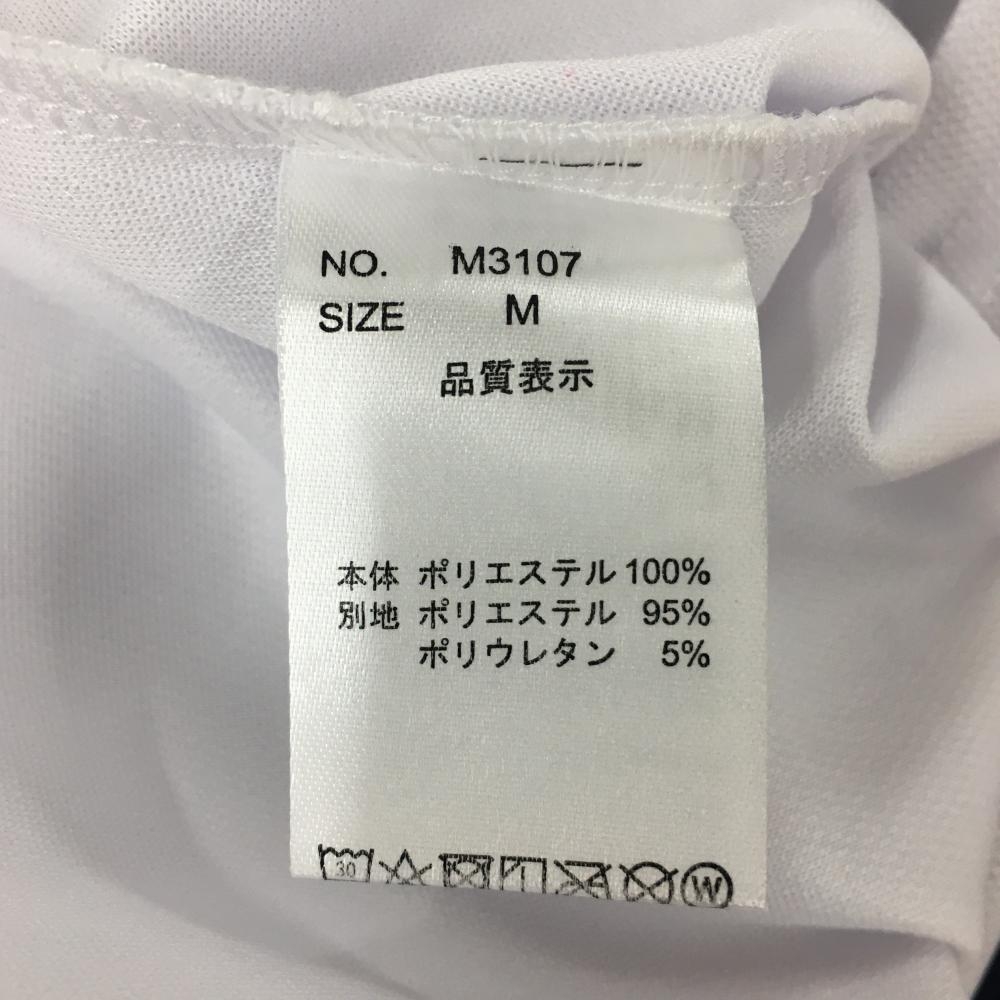 NO. M3107
SIZE M
品質表示
本体 ポリエステル 100%
別地 ポリエステル 95%
ポリウレタン 5%
30
W